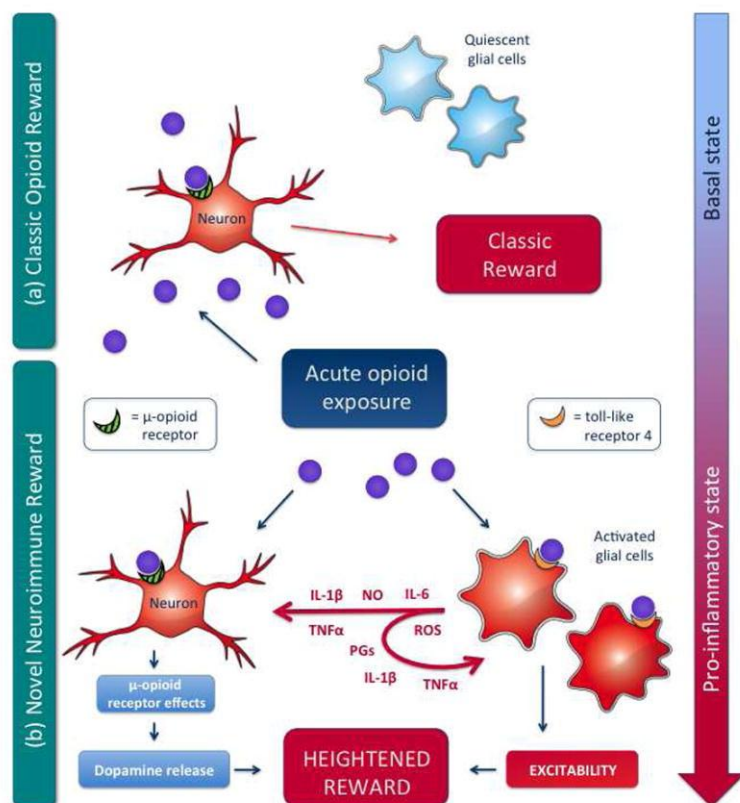 (a) Classic Opioid Reward
Quiescent
glial cells
Basal state
Neuron
Classic
Reward
Acute opioid
exposure
= μ-opioid
receptor
= toll-like
receptor 4
(b) Novel Neuroimmune Reward
Activated
glial cells
Pro-inflammatory state
Neuron
IL-1β NO IL-6
TNFα ROS
PGs
IL-1β TNFα
μ-opioid
receptor effects
Dopamine release
HEIGHTENED
REWARD
EXCITABILITY